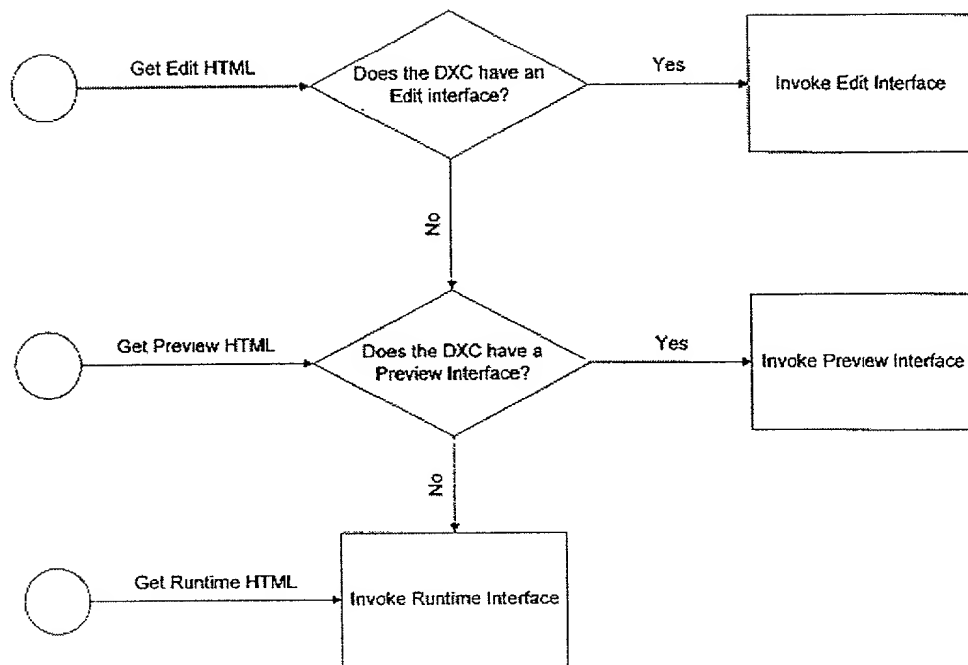 Get Edit HTML
Does the DXC have an
Edit interface?
Yes
Invoke Edit Interface
No
Get Preview HTML
Does the DXC have a
Preview Interface?
Yes
Invoke Preview Interface
No
Get Runtime HTML
Invoke Runtime Interface